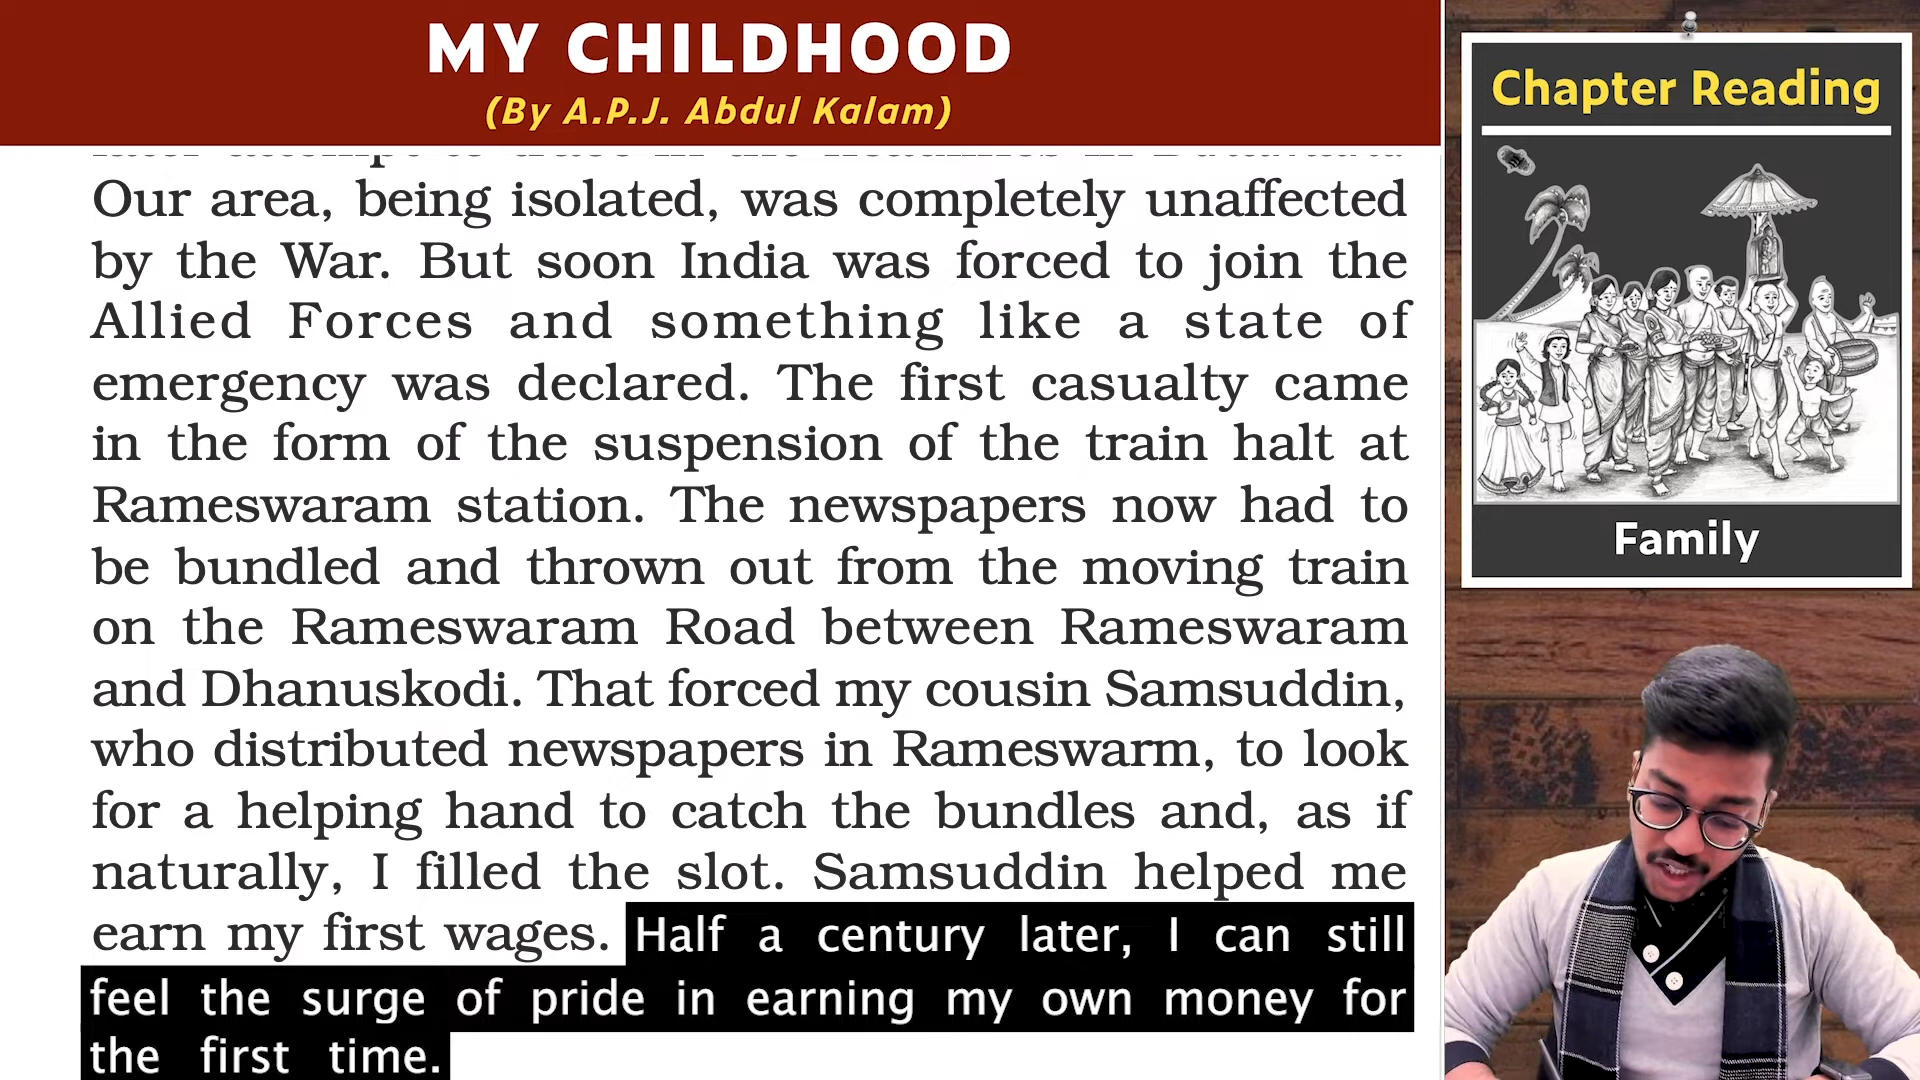 MY CHILDHOOD
(By A.P.J. Abdul Kalam)
Our area, being isolated, was completely unaffected
by the War. But soon India was forced to join the
Allied Forces and something like a state of
emergency was declared. The first casualty came
in the form of the suspension of the train halt at
Rameswaram station. The newspapers now had to
be bundled and thrown out from the moving train
on the Rameswaram Road between Rameswaram
and Dhanuskodi. That forced my cousin Samsuddin,
who distributed newspapers in Rameswarm, to look
for a helping hand to catch the bundles and, as if
naturally, I filled the slot. Samsuddin helped me
earn my first wages. Half a century later, I can still
feel the surge of pride in earning my own money for
the first time.
Chapter Reading
Family